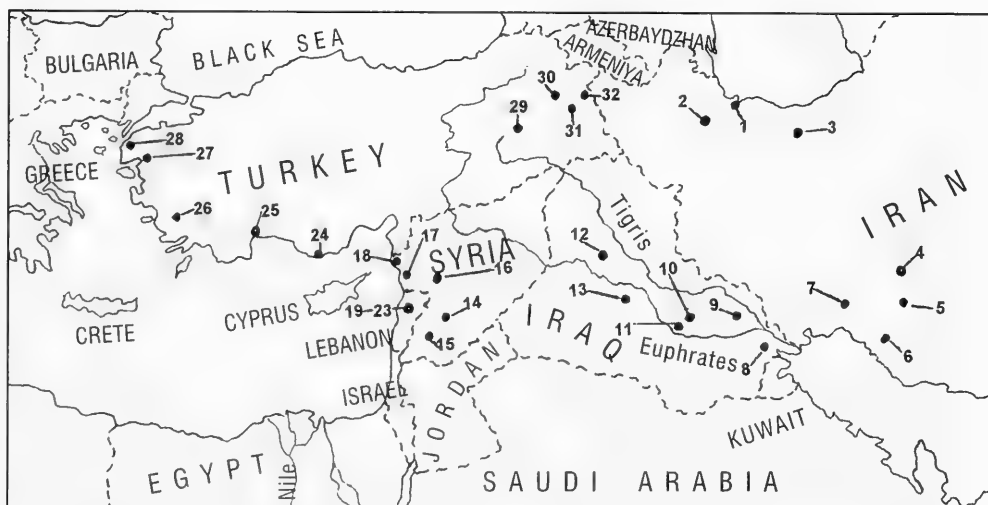 BLACK SEA
AZERBAYDZHAN
BULGARIA
ARMENIYA
30
32
29
31
2
1
3
28
GREECE
27
TURKEY
IRAN
Tigris
26
25
24
17
18
SYRIA
16
12
4
10
7
5
13
9
19-23
14
CYPRUS
CRETE
IRAQ
11
LEBANON
15
Euphrates
8
6
ISRAEL
JORDAN
KUWAIT
EGYPT
Nile
SAUDI ARABIA